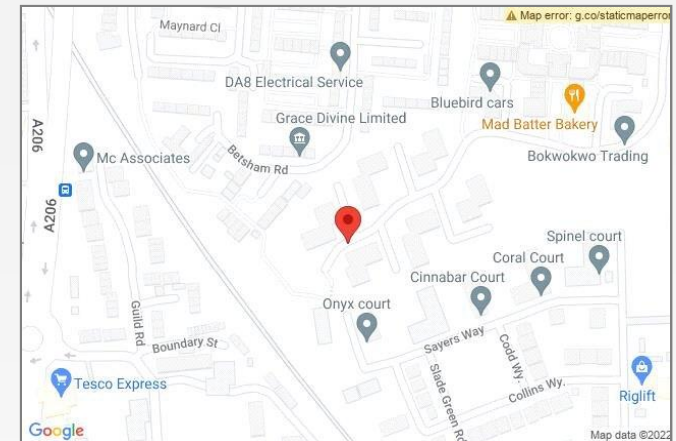 Map error: g.co/staticmaperror
Maynard Cl
DA8 Electrical Service
Bluebird cars
A206
Grace Divine Limited
Mad Batter Bakery
Mc Associates
Betsham Rd
Bokwokwo Trading
A206
Spinel court
Coral Court
Cinnabar Court
Onyx court
Guild Rd
Boundary St
Sayers Way
Codd Wy.
Slade Green Rd
Collins Wy.
Tesco Express
Riglift
Google
Map data ©2022